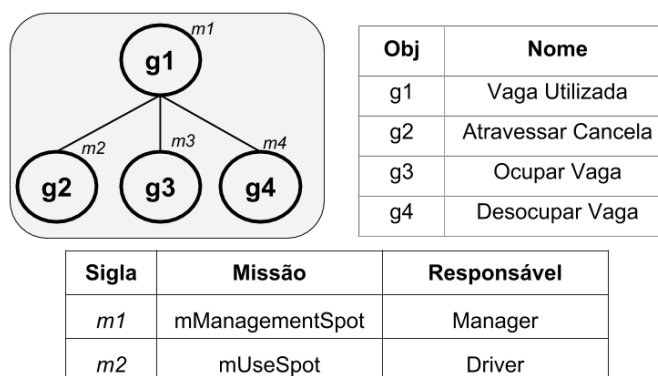 m1
g1
m2
m3
m4
g2
g3
g4
Obj Nome
g1 Vaga Utilizada
g2 Atravessar Cancela
g3 Ocupar Vaga
g4 Desocupar Vaga
Sigla Missão Responsável
m1 mManagementSpot Manager
m2 mUseSpot Driver